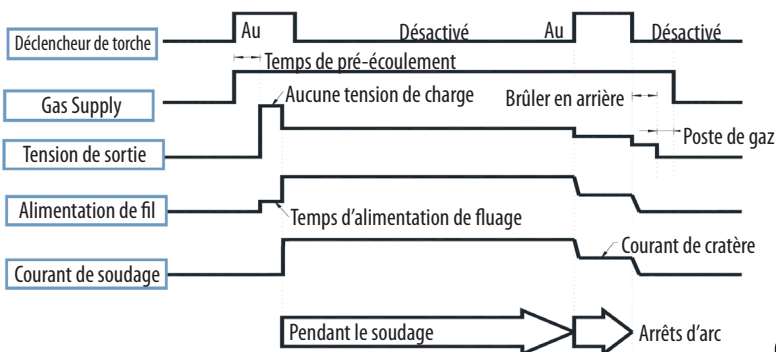 Au
Désactivé
Au
Désactivé
Déclencheur de torche
Temps de pré-écoulement
Gas Supply
Aucune tension de charge
Brûler en arrière
Poste de gaz
Tension de sortie
Alimentation de fil
Temps d'alimentation de fluage
Courant de cratère
Courant de soudage
Pendant le soudage
Arrêts d'arc